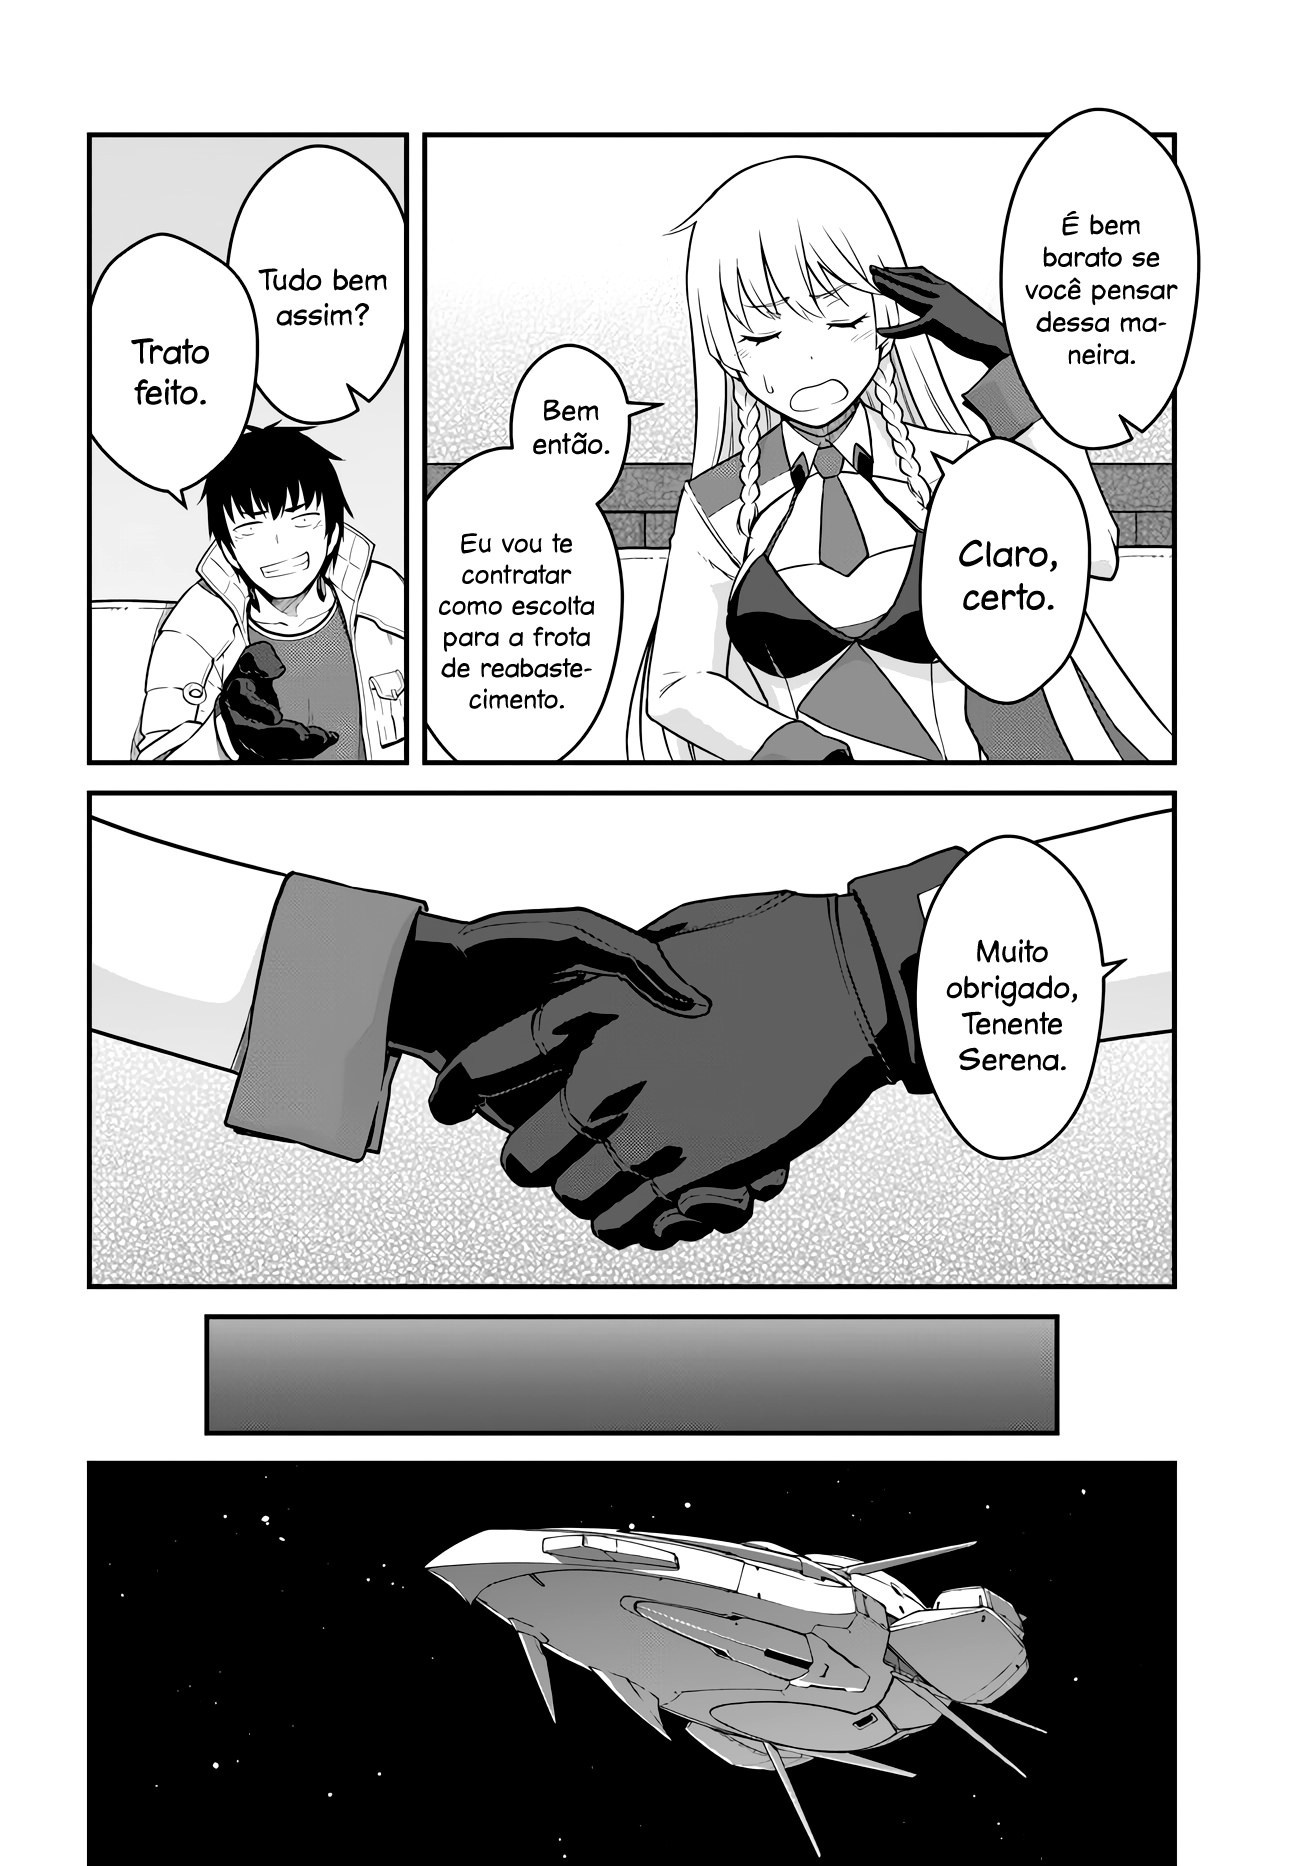 É bem
barato se
você pensar
dessa ma-
neira.
Claro,
certo.
Bem
então.
Eu vou te
contratar
como escolta
para a frota
de reabaste-
cimento.
Tudo bem
assim?
Trato
feito.
Muito
obrigado,
Tenente
Serena.